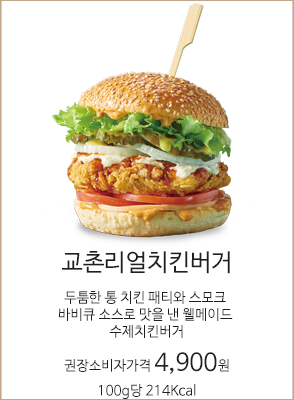 교촌리얼치킨버거
두툼한 통 치킨 패티와 스모크
바비큐 소스로 맛을 낸 웰메이드
수제치킨버거
권장소비자가격 4,900원
100g당 214Kcal